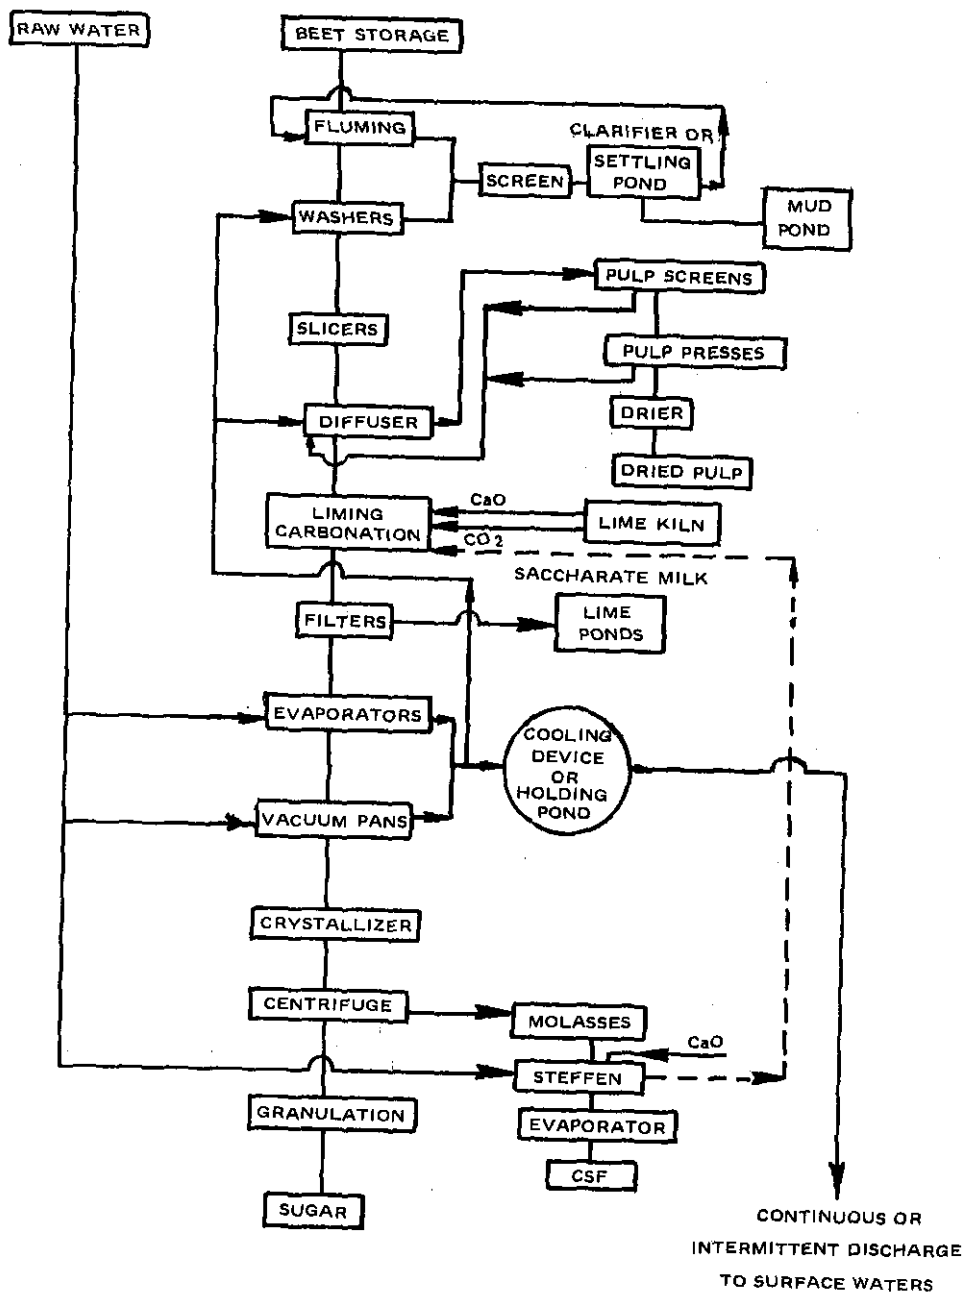 RAW WATER
BEET STORAGE
FLUMING
CLARIFIER OR
SETTLING
POND
SCREEN
MUD
POND
WASHERS
PULP SCREENS
SLICERS
PULP PRESSES
DIFFUSER
DRIER
DRIED PULP
LIMING
CARBONATION
CaO
CO2
LIME KILN
SACCHARATE MILK
FILTERS
LIME
PONDS
EVAPORATORS
COOLING
DEVICE
OR
HOLDING
POND
VACUUM PANS
CRYSTALLIZER
CENTRIFUGE
MOLASSES
CaO
STEFFEN
GRANULATION
EVAPORATOR
CSF
SUGAR
CONTINUOUS OR
INTERMITTENT DISCHARGE
TO SURFACE WATERS